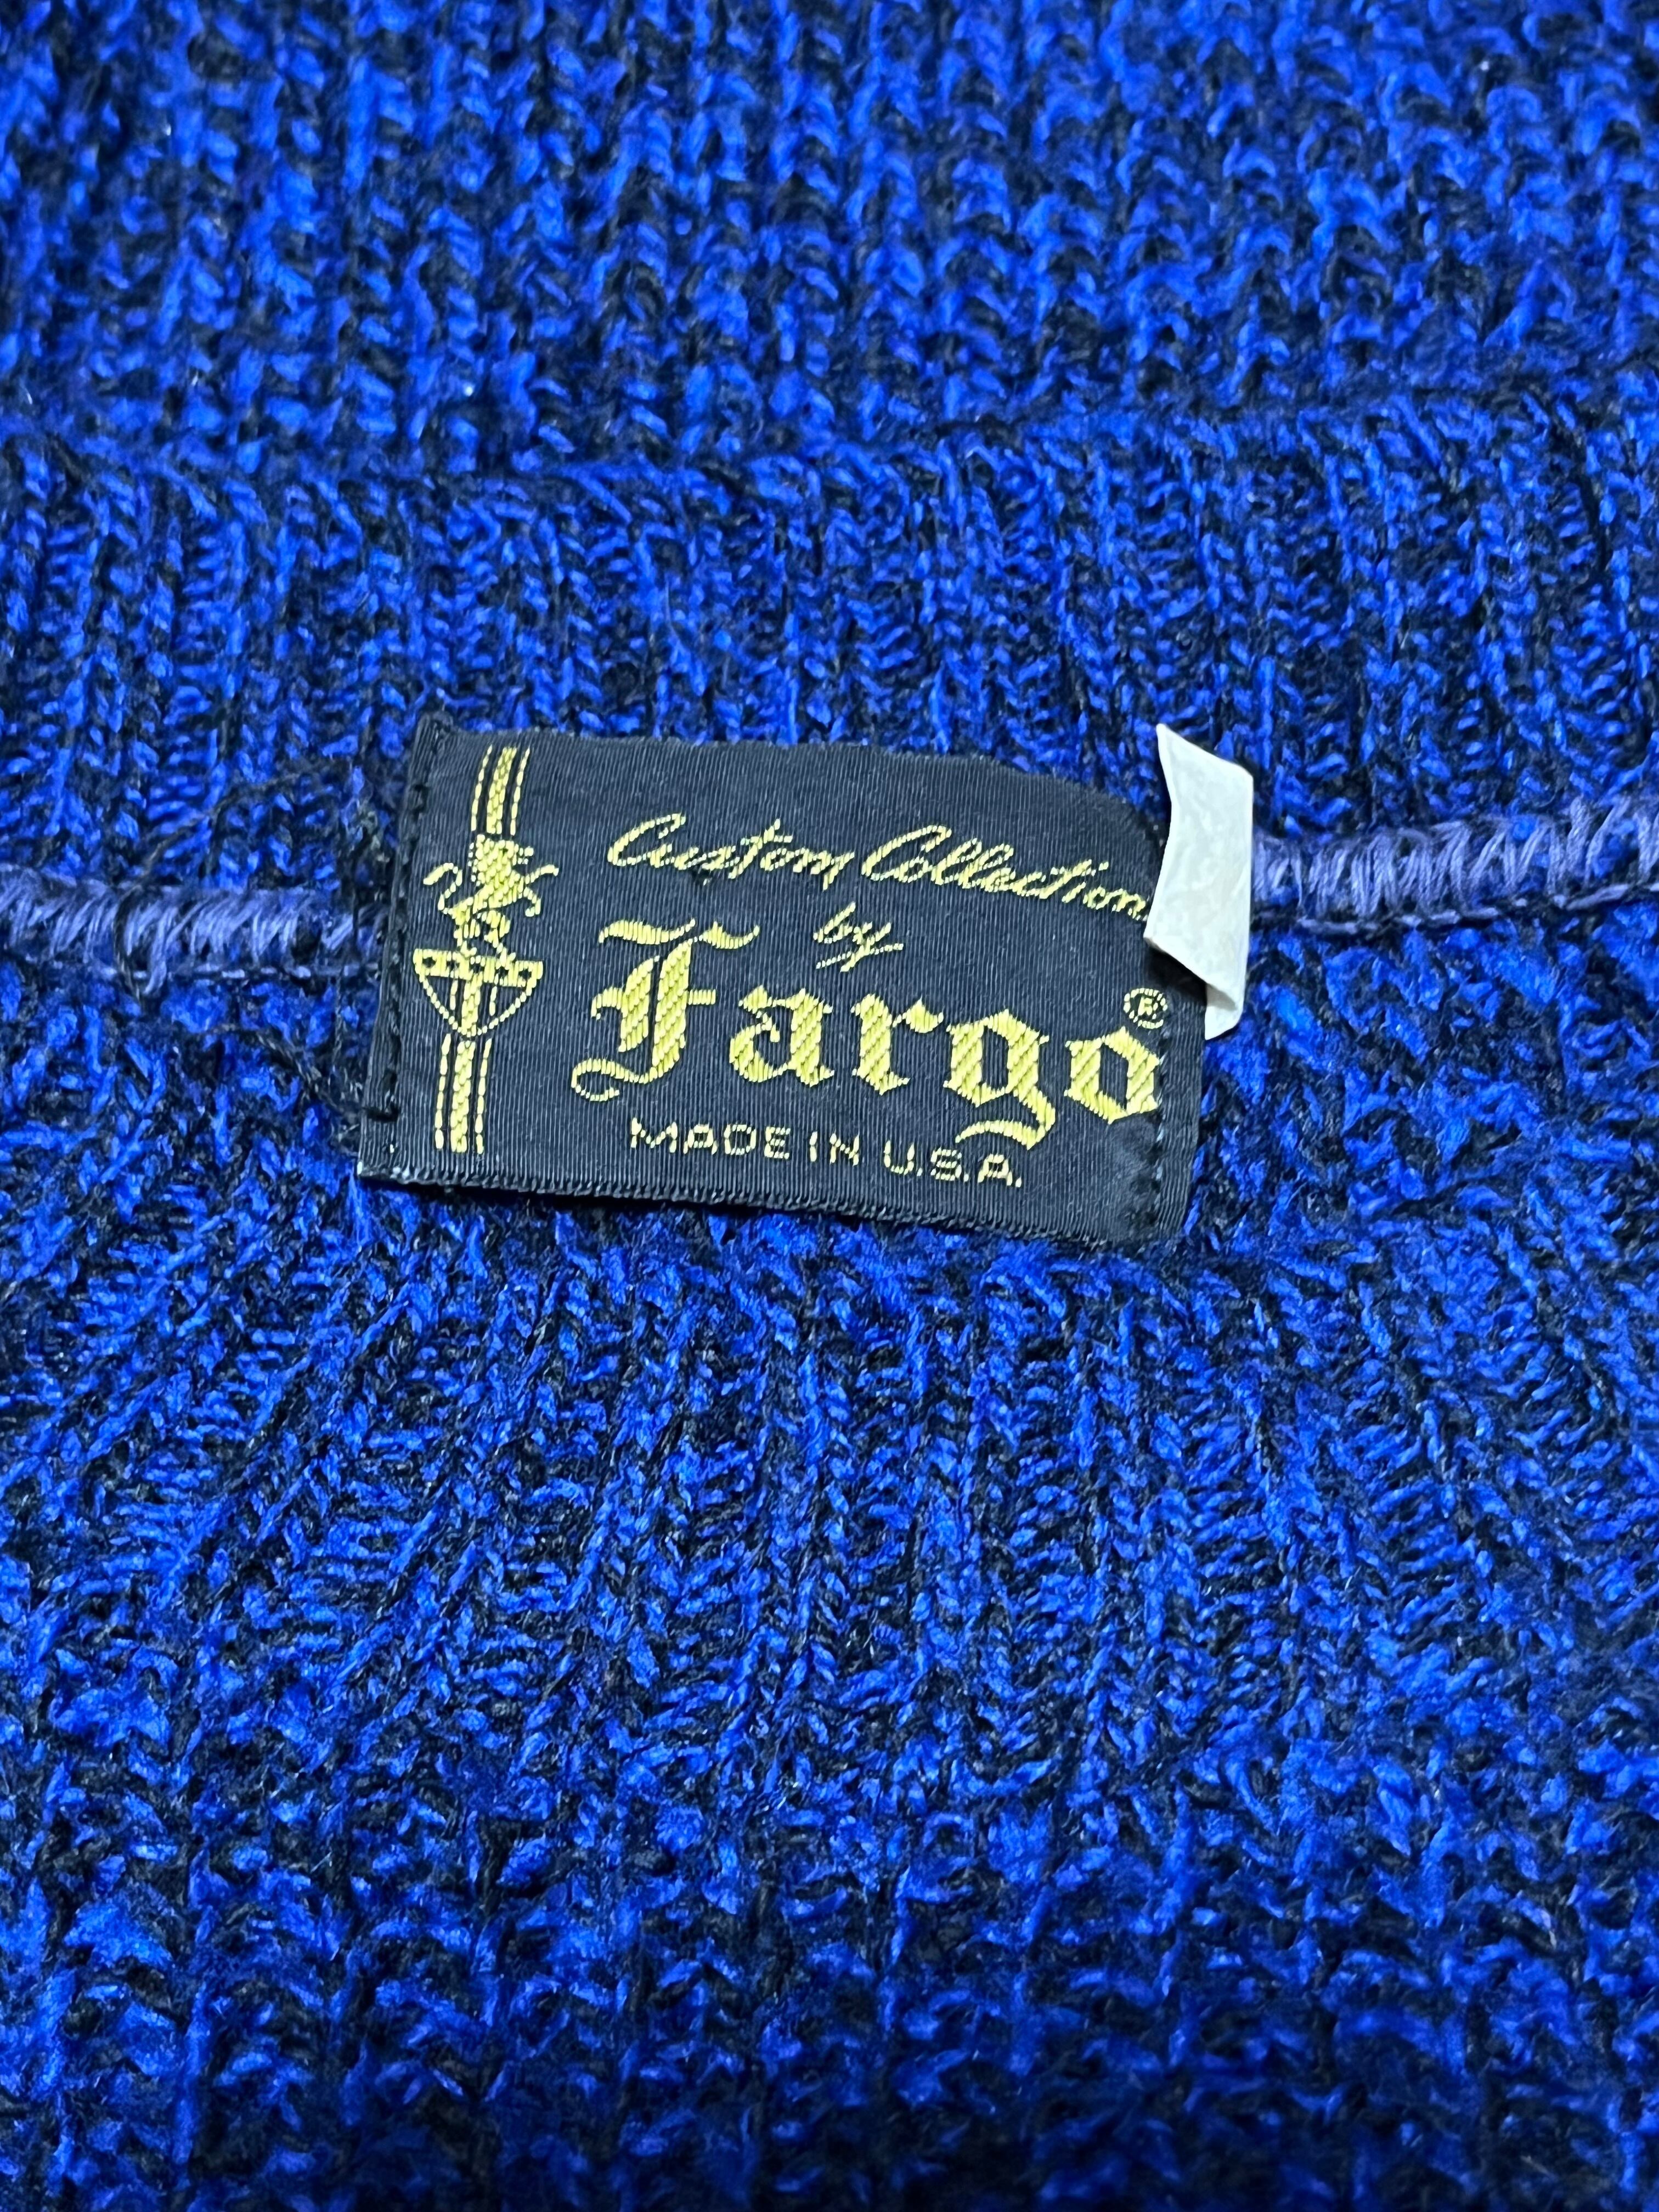 Custom Collection
by
Fargo®
MADE IN U.S.A.